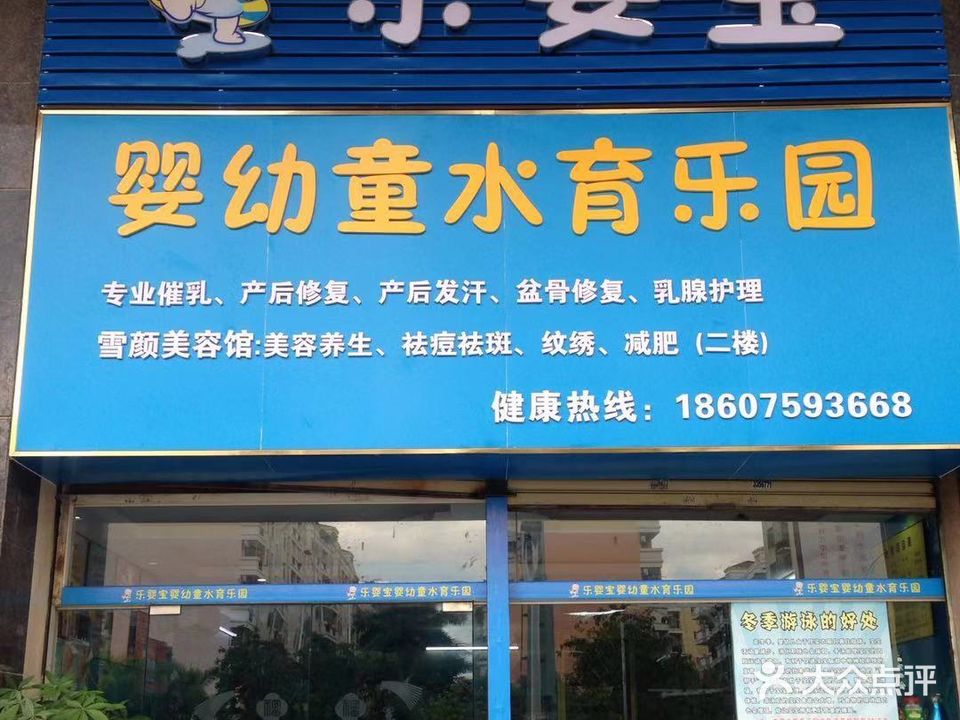 乐婴宝
婴幼童水育乐园
专业催乳、产后修复、产后发汗、盆骨修复、乳腺护理
雪颜美容馆:美容养生、祛痘祛斑、纹绣、减肥 (二楼)
健康热线：18607593668
乐婴宝婴幼童水育乐园
乐婴宝婴幼童水育乐园
乐婴宝婴幼童水育乐园
乐婴宝婴幼童水育乐园
冬季游泳的好处
大众点评